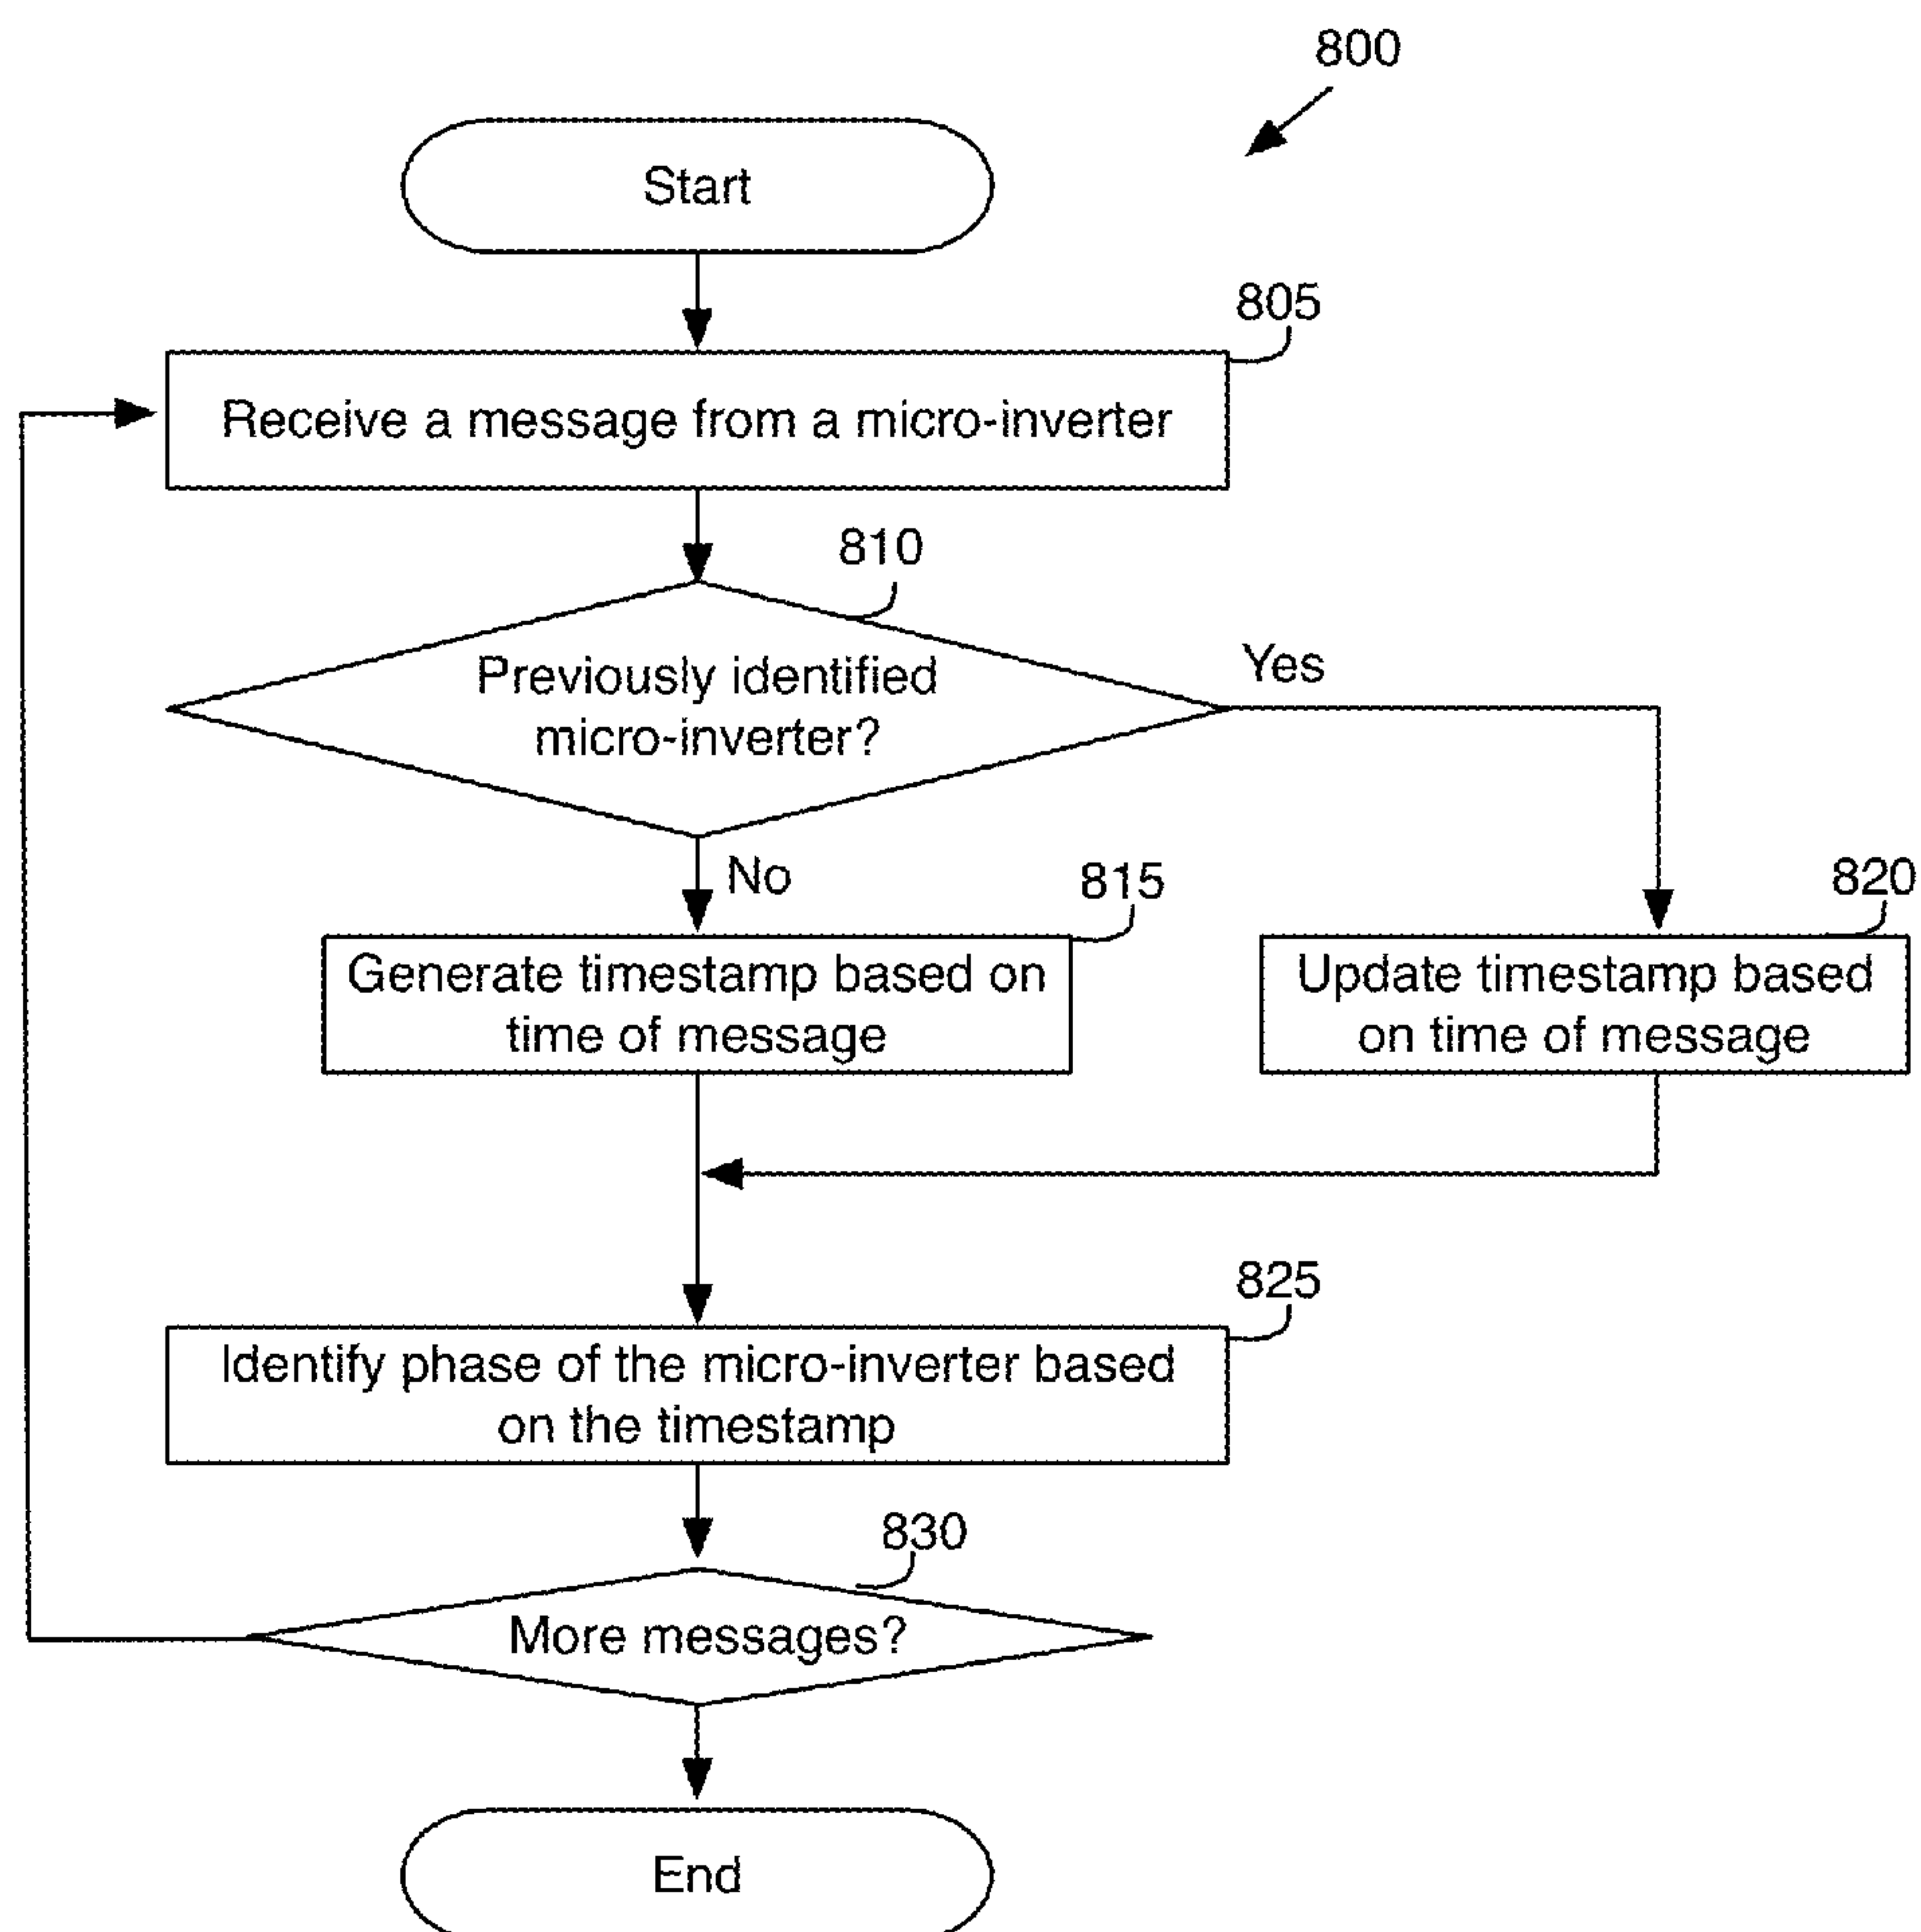 800
Start
805
Receive a message from a micro-inverter
810
Previously identified
micro-inverter?
Yes
No
815
820
Generate timestamp based on
time of message
Update timestamp based
on time of message
825
Identify phase of the micro-inverter based
on the timestamp
830
More messages?
End